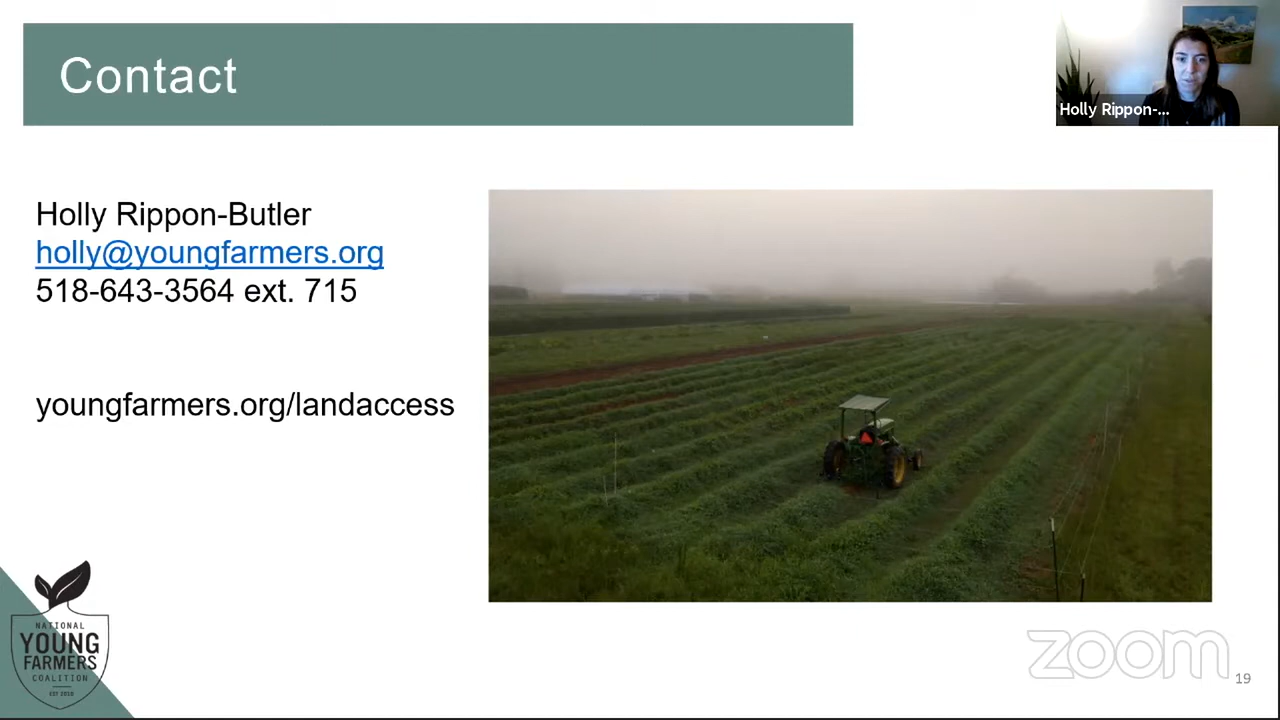 Contact
Holly Rippon-...
Holly Rippon-Butler
holly@youngfarmers.org
518-643-3564 ext. 715
youngfarmers.org/landaccess
NATIONAL
YOUNG
FARMERS
COALITION
EST 2010
zoom
19